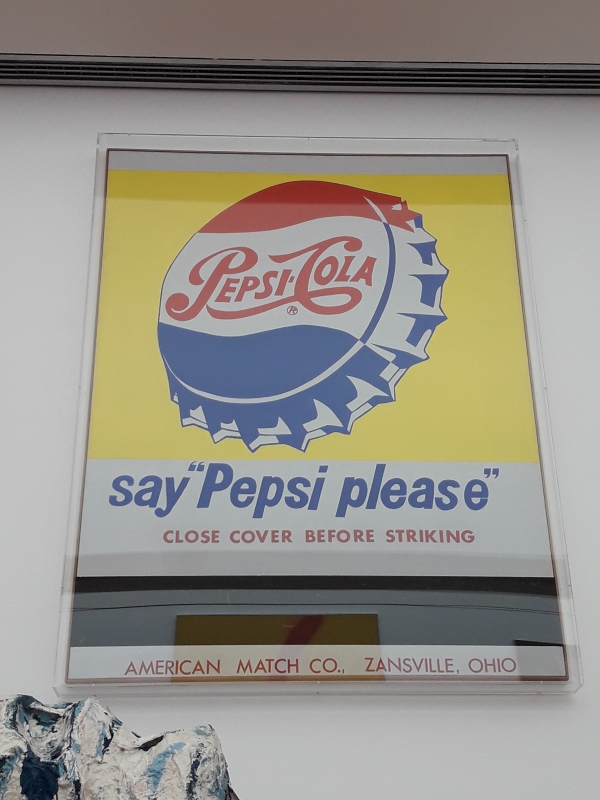 PEPSI-COLA
®
say "Pepsi please"
CLOSE COVER BEFORE STRIKING
AMERICAN MATCH CO., ZANSVILLE, OHIO